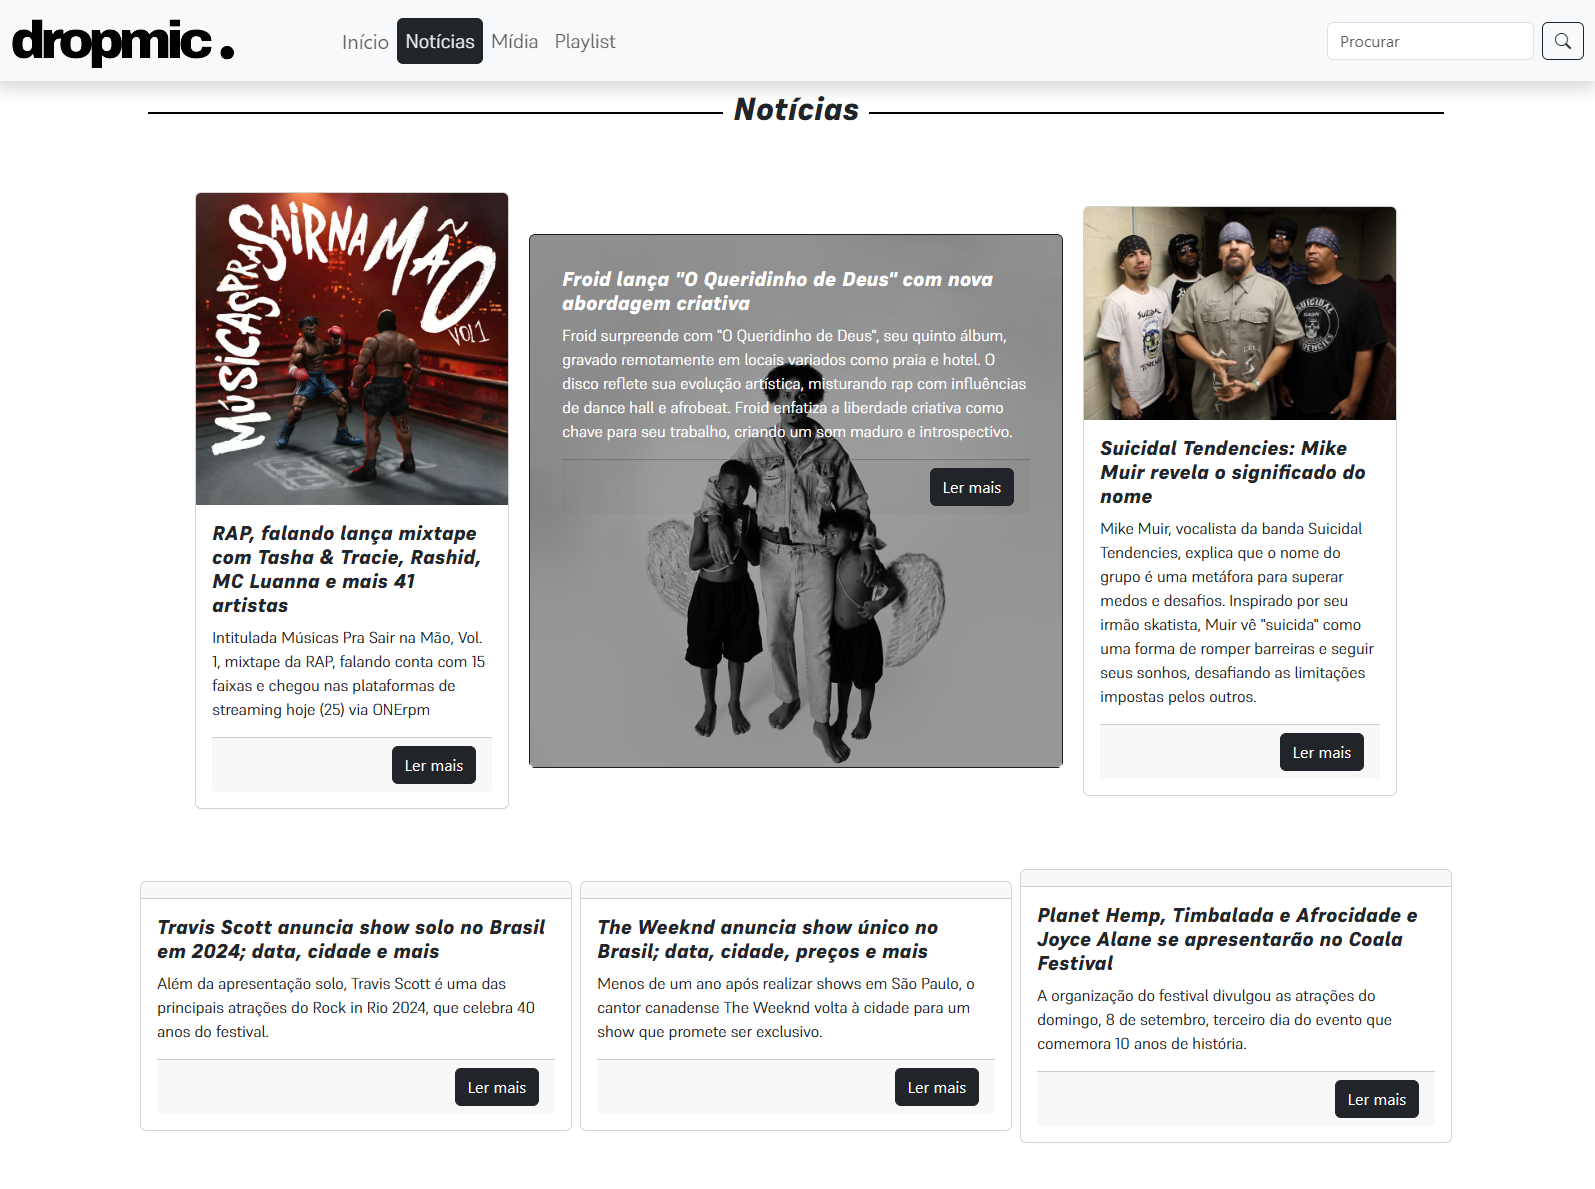 dropmic.
Início
Notícias
Mídia
Playlist
Procurar
Notícias
MÚSICAS PRA SAIR NA MÃO
VOL 1
RAP, falando lança mixtape
com Tasha & Tracie, Rashid,
MC Luanna e mais 41
artistas
Intitulada Músicas Pra Sair na Mão, Vol.
1, mixtape da RAP, falando conta com 15
faixas e chegou nas plataformas de
streaming hoje (25) via ONErpm
Ler mais
Froid lança "O Queridinho de Deus" com nova
abordagem criativa
Froid surpreende com "O Queridinho de Deus", seu quinto álbum,
gravado remotamente em locais variados como praia e hotel. O
disco reflete sua evolução artística, misturando rap com influências
de dance hall e afrobeat. Froid enfatiza a liberdade criativa como
chave para seu trabalho, criando um som maduro e introspectivo.
Ler mais
SUICIDAL
TENDENCIES
Suicidal Tendencies: Mike
Muir revela o significado do
nome
Mike Muir, vocalista da banda Suicidal
Tendencies, explica que o nome do
grupo é uma metáfora para superar
medos e desafios. Inspirado por seu
irmão skatista, Muir vê "suicida" como
uma forma de romper barreiras e seguir
seus sonhos, desafiando as limitações
impostas pelos outros.
Ler mais
Travis Scott anuncia show solo no Brasil
em 2024; data, cidade e mais
Além da apresentação solo, Travis Scott é uma das
principais atrações do Rock in Rio 2024, que celebra 40
anos do festival.
Ler mais
The Weeknd anuncia show único no
Brasil; data, cidade, preços e mais
Menos de um ano após realizar shows em São Paulo, o
cantor canadense The Weeknd volta à cidade para um
show que promete ser exclusivo.
Ler mais
Planet Hemp, Timbalada e Afrocidade e
Joyce Alane se apresentarão no Coala
Festival
A organização do festival divulgou as atrações do
domingo, 8 de setembro, terceiro dia do evento que
comemora 10 anos de história.
Ler mais